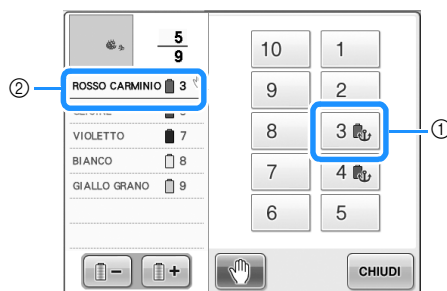 5
9
10 1
② ROSSO CARMINIO 3
9 2
VIOLETTO 7
8 3 ①
BIANCO 8
7 4
GIALLO GRANO 9
6 5
− + CHIUDI